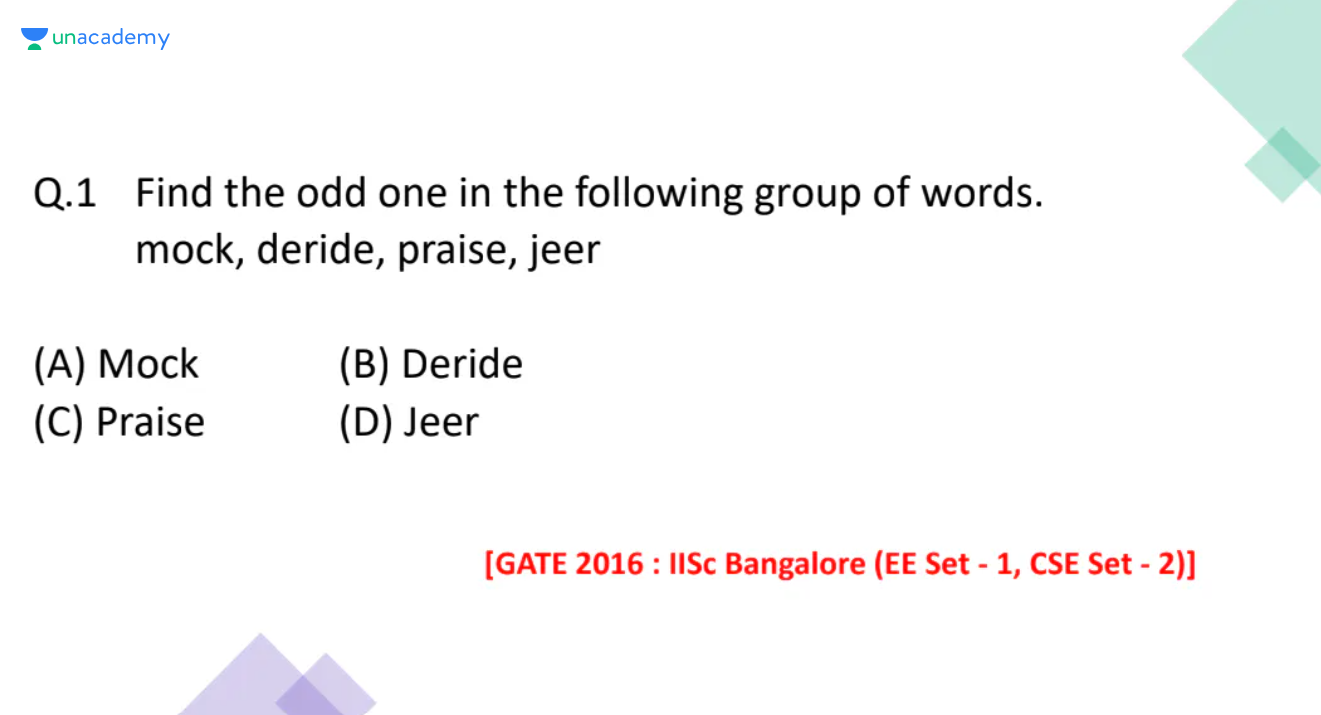 unacademy
Q.1 Find the odd one in the following group of words.
mock, deride, praise, jeer
(A) Mock (B) Deride
(C) Praise (D) Jeer
[GATE 2016 : IISc Bangalore (EE Set - 1, CSE Set - 2)]